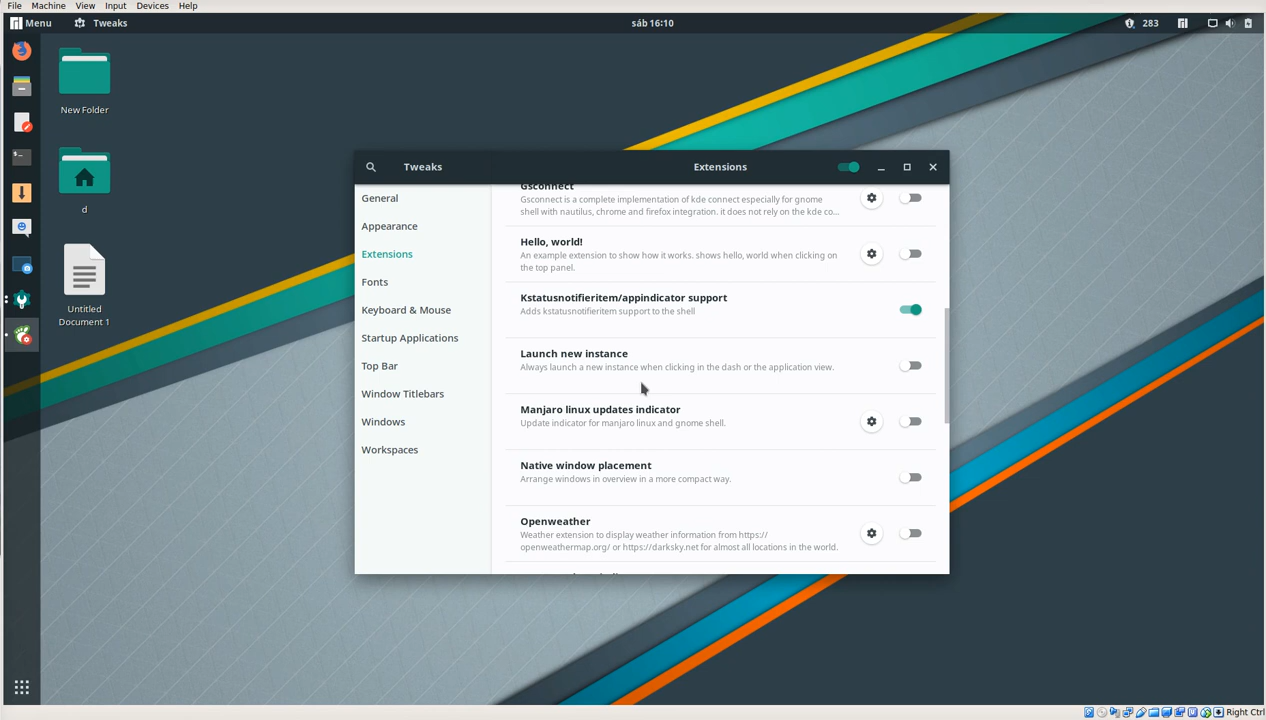 File Machine View Input Devices Help
Menu Tweaks sáb 16:10 283
New Folder
d
Untitled
Document 1
Tweaks Extensions
General
Appearance
Extensions
Fonts
Keyboard & Mouse
Startup Applications
Top Bar
Window Titlebars
Windows
Workspaces
Gsconnect
Gsconnect is a complete implementation of kde connect especially for gnome
shell with nautilus, chrome and firefox integration. it does not rely on the kde co...
Hello, world!
An example extension to show how it works. shows hello, world when clicking on
the top panel.
Kstatusnotifieritem/appindicator support
Adds kstatusnotifieritem support to the shell
Launch new instance
Always launch a new instance when clicking in the dash or the application view.
Manjaro linux updates indicator
Update indicator for manjaro linux and gnome shell.
Native window placement
Arrange windows in overview in a more compact way.
Openweather
Weather extension to display weather information from https://
openweathermap.org/ or https://darksky.net for almost all locations in the world.
Right Ctrl